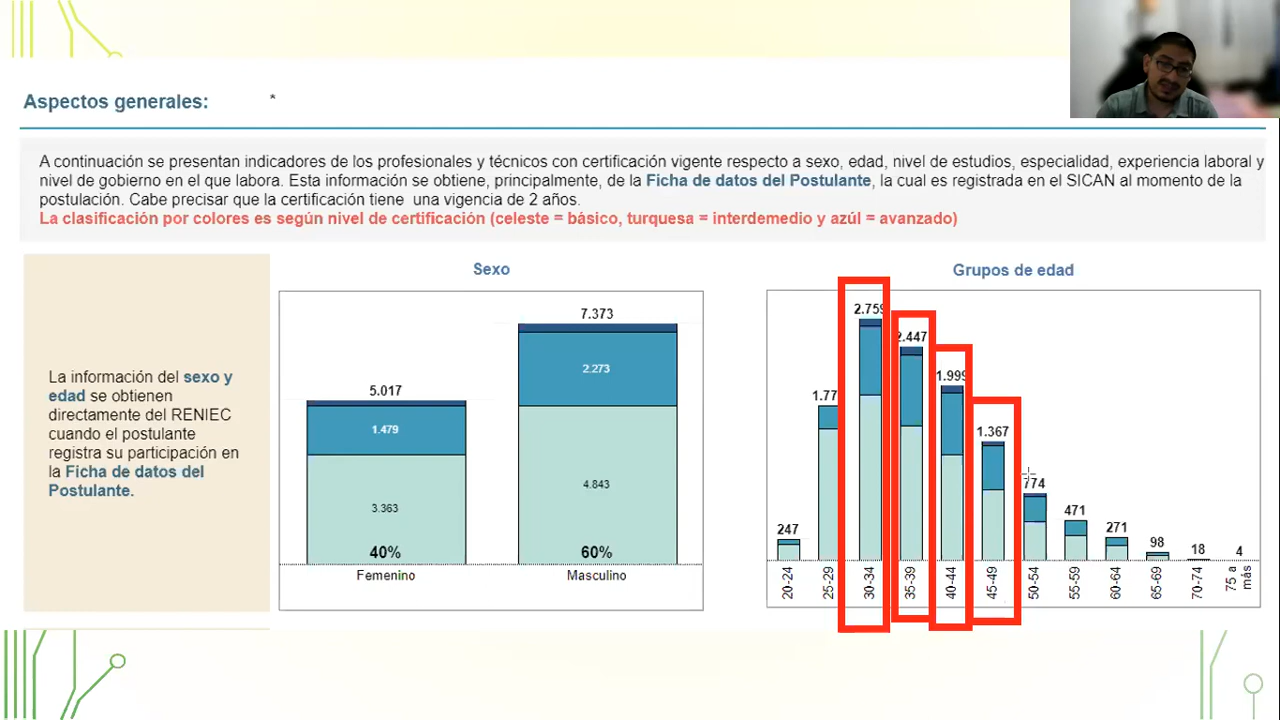 Aspectos generales: *
A continuación se presentan indicadores de los profesionales y técnicos con certificación vigente respecto a sexo, edad, nivel de estudios, especialidad, experiencia laboral y
nivel de gobierno en el que labora. Esta información se obtiene, principalmente, de la Ficha de datos del Postulante, la cual es registrada en el SICAN al momento de la
postulación. Cabe precisar que la certificación tiene una vigencia de 2 años.
La clasificación por colores es según nivel de certificación (celeste = básico, turquesa = interdemedio y azúl = avanzado)
La información del sexo y
edad se obtienen
directamente del RENIEC
cuando el postulante
registra su participación en
la Ficha de datos del
Postulante.
Sexo
5.017
1.479
3.363
40%
Femenino
7.373
2.273
4.843
60%
Masculino
Grupos de edad
247
1.77
2.759
2.447
1.999
1.367
774
471
271
98
18
4
20-24
25-29
30-34
35-39
40-44
45-49
50-54
55-59
60-64
65-69
70-74
75 a
más